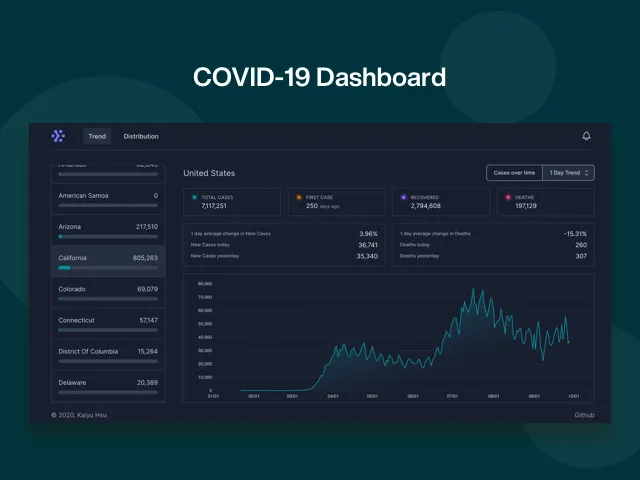 COVID-19 Dashboard
Trend Distribution
American Samoa 0
Arizona 217,510
California 805,263
Colorado 69,079
Connecticut 57,147
District Of Columbia 15,264
Delaware 20,389
United States
Cases over time 1 Day Trend
TOTAL CASES
7,117,251
FIRST CASE
250 days ago
RECOVERED
2,794,608
DEATHS
197,129
1 day average change in New Cases 3.96%
New Cases today 36,741
New Cases yesterday 35,340
1 day average change in Deaths -15.31%
Deaths today 260
Deaths yesterday 307
80,000
70,000
60,000
50,000
40,000
30,000
20,000
10,000
0
01/01 02/01 03/01 04/01 05/01 06/01 07/01 08/01 09/01 10/01
© 2020, Kaiyu Hsu
Github